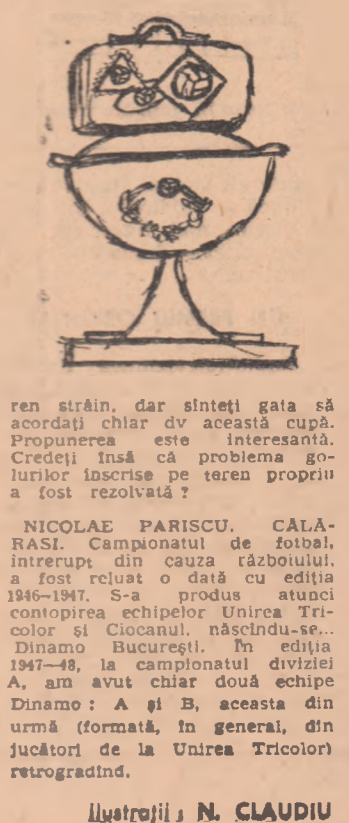 ren străin, dar sînteți gata să
acordați chiar dv această cupă.
Propunerea este interesantă.
Credeți însă că problema go-
lurilor înscrise pe teren propriu
a fost rezolvată ?
NICOLAE PARISCU, CĂLĂ-
RASI. Campionatul de fotbal,
întrerupt din cauza războiului,
a fost reluat o dată cu ediția
1946—1947. S-a produs atunci
contopirea echipelor Unirea Tri-
color și Ciocanul, născîndu-se...
Dinamo București. În ediția
1947—48, la campionatul diviziei
A, am avut chiar două echipe
Dinamo : A și B, aceasta din
urmă (formată, în general, din
jucători de la Unirea Tricolor)
retrogradînd.
Ilustrații : N. CLAUDIU